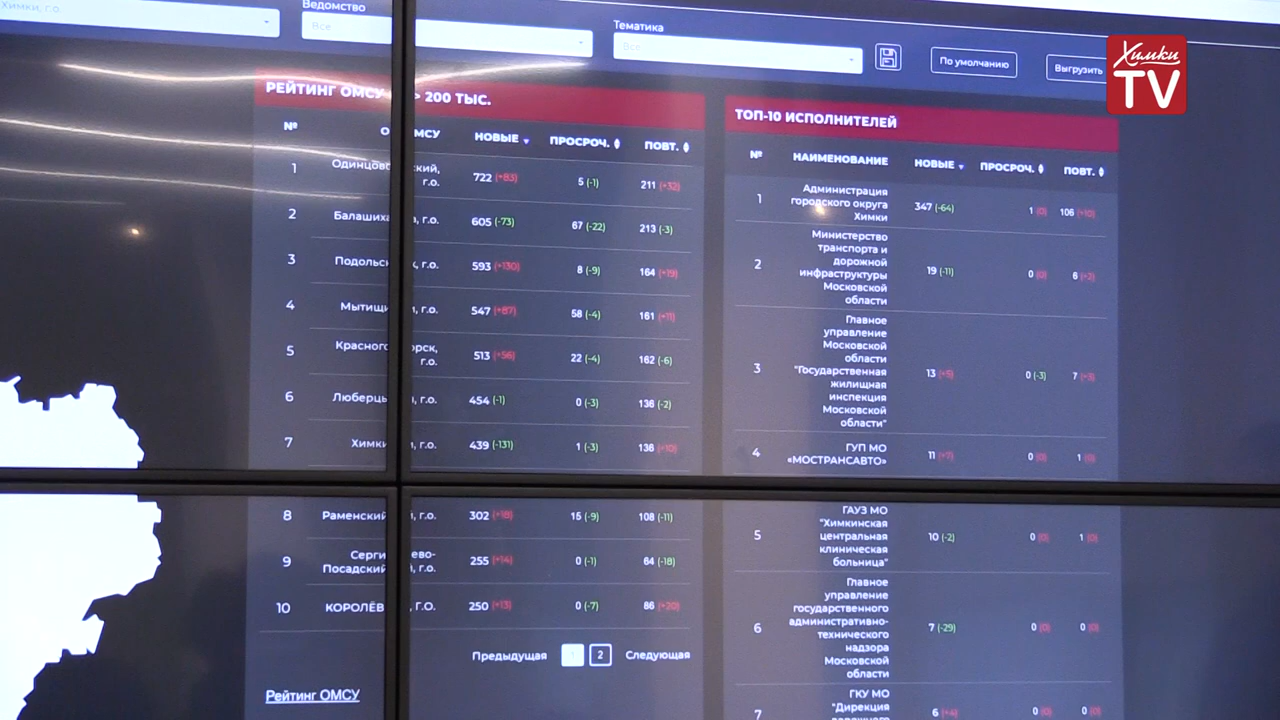 Химки, г.о.
Ведомство
Все
Тематика
Все
По умолчанию
Выгрузить
Химки
TV
РЕЙТИНГ ОМСУ > 200 ТЫС.
№ ОМСУ НОВЫЕ ПРОСРОЧ. ПОВТ.
1 Одинцовский, г.о. 722 (+83) 5 (-1) 211 (+32)
2 Балашиха, г.о. 605 (-73) 67 (-22) 213 (-3)
3 Подольск, г.о. 593 (+130) 8 (-9) 164 (+19)
4 Мытищи, г.о. 547 (+87) 58 (-4) 161 (+11)
5 Красногорск, г.о. 513 (+56) 22 (-4) 162 (-6)
6 Люберцы, г.о. 454 (-1) 0 (-3) 136 (-2)
7 Химки, г.о. 439 (-131) 1 (-3) 136 (+10)
8 Раменский, г.о. 302 (+18) 15 (-9) 108 (-11)
9 Сергиево-
Посадский, г.о. 255 (+14) 0 (-1) 64 (-18)
10 КОРОЛЁВ, Г.О. 250 (+13) 0 (-7) 86 (+20)
Предыдущая 1 2 Следующая
Рейтинг ОМСУ
ТОП-10 ИСПОЛНИТЕЛЕЙ
№ НАИМЕНОВАНИЕ НОВЫЕ ПРОСРОЧ. ПОВТ.
Администрация
1 городского округа 347 (-64) 1 (0) 106 (+10)
Химки
Министерство
транспорта и
дорожной
2 инфраструктуры 19 (-11) 0 (0) 6 (+2)
Московской
области
Главное
управление
Московской
области
3 "Государственная 13 (+5) 0 (-3) 7 (+3)
жилищная
инспекция
Московской
области"
4 ГУП МО 11 (+7) 0 (0) 1 (0)
«МОСТРАНСАВТО»
ГАУЗ МО
"Химкинская
5 центральная 10 (-2) 0 (0) 1 (0)
клиническая
больница"
Главное
управление
государственного
административно-
6 технического 7 (-29) 0 (0) 0 (0)
надзора
Московской
области
ГКУ МО
7 "Дирекция 6 (+4) 0 (0) 0 (0)